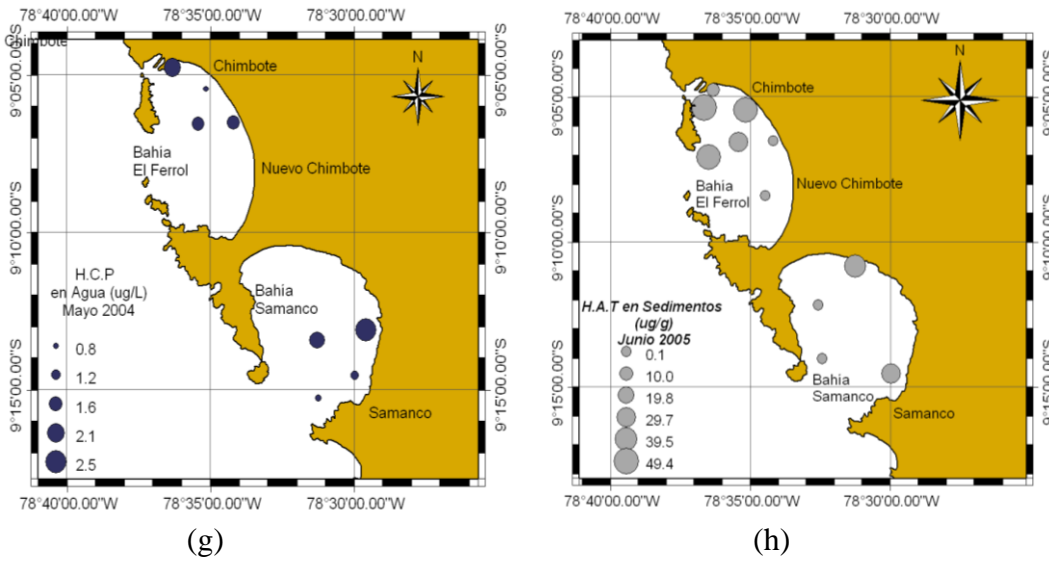 78°40'00.00"W 78°35'00.00"W 78°30'00.00"W
Chimbote
N
Chimbote
9°05'00.00"S
9°05'00.00"S
Bahia
El Ferrol
Nuevo Chimbote
9°10'00.00"S
9°10'00.00"S
H.C.P
en Agua (ug/L)
Mayo 2004
0.8
1.2
1.6
2.1
2.5
Bahia
Samanco
9°15'00.00"S
9°15'00.00"S
Samanco
78°40'00.00"W 78°35'00.00"W 78°30'00.00"W
(g)
78°40'00.00"W 78°35'00.00"W 78°30'00.00"W
N
Chimbote
9°05'00.00"S
9°05'00.00"S
Bahia
El Ferrol
Nuevo Chimbote
9°10'00.00"S
9°10'00.00"S
H.A.T en Sedimentos
(ug/g)
Junio 2005
0.1
10.0
19.8
29.7
39.5
49.4
Bahia
Samanco
9°15'00.00"S
9°15'00.00"S
Samanco
78°40'00.00"W 78°35'00.00"W 78°30'00.00"W
(h)